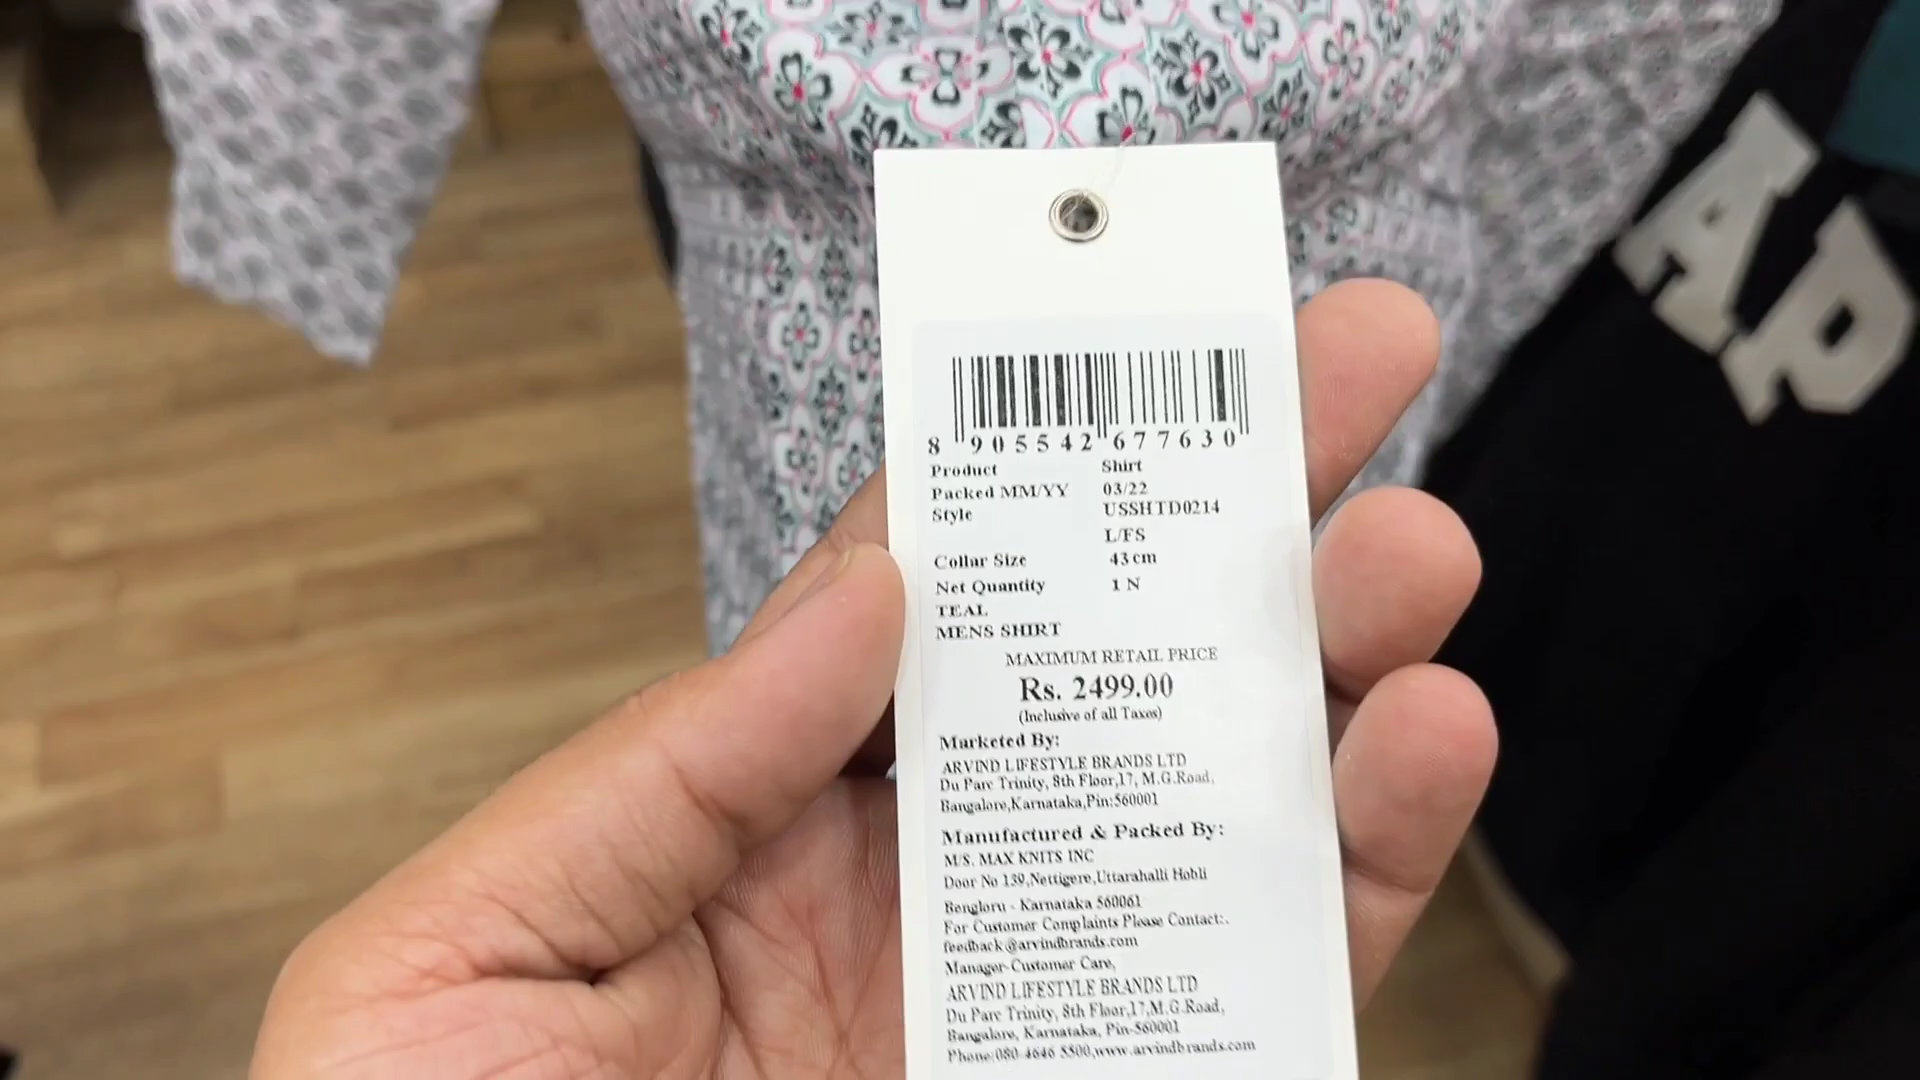 AP
8 905542 677630
Product Shirt
Packed MM/YY 03/22
Style USSHTD0214
L/FS
Collar Size 43 cm
Net Quantity 1 N
TEAL
MENS SHIRT
MAXIMUM RETAIL PRICE
Rs. 2499.00
(Inclusive of all Taxes)
Marketed By:
ARVIND LIFESTYLE BRANDS LTD
Du Parc Trinity, 8th Floor,17, M.G.Road,
Bangalore,Karnataka,Pin:560001
Manufactured & Packed By:
M/S. MAX KNITS INC
Door No 139,Nettigere,Uttarahalli Hobli
Bengloru - Karnataka 560061
For Customer Complaints Please Contact:.
feedback@arvindbrands.com
Manager-Customer Care,
ARVIND LIFESTYLE BRANDS LTD
Du Parc Trinity, 8th Floor,17,M.G.Road,
Bangalore, Karnataka, Pin-560001
Phone:080-4646 5500,www.arvindbrands.com